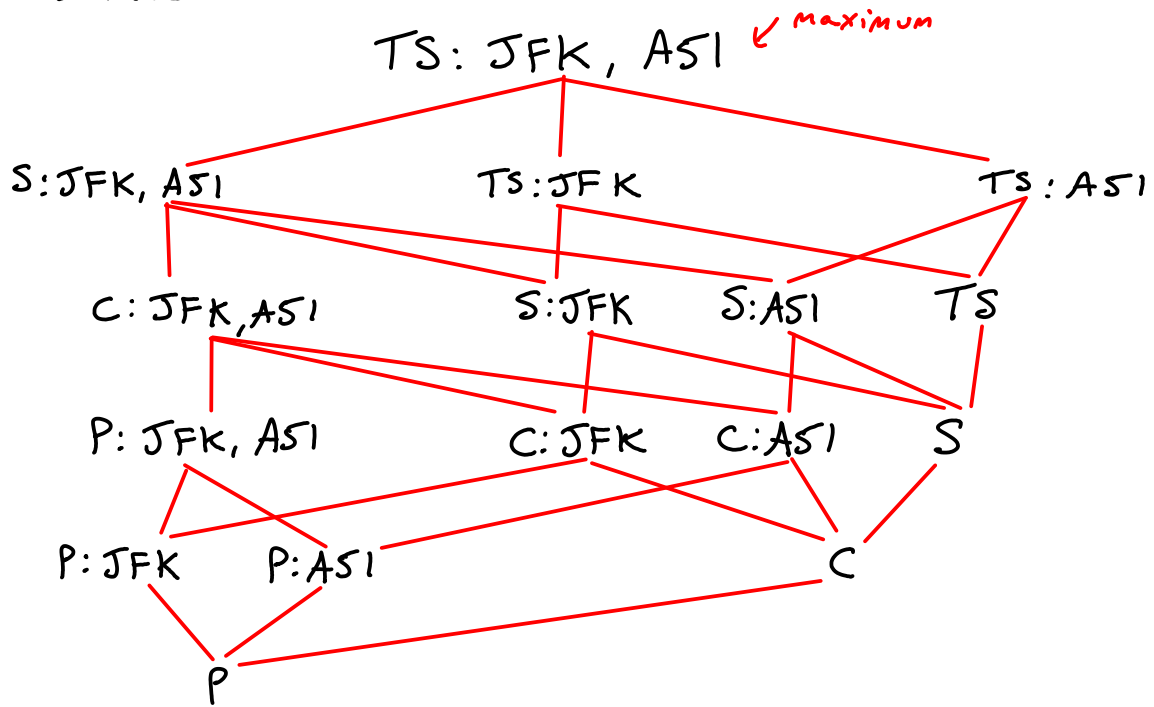 maximum
TS: JFK, A51
S:JFK, A51 TS:JFK TS:A51
C:JFK,A51 S:JFK S:A51 TS
P: JFK, A51 C:JFK C:A51 S
P:JFK P:A51 C
P